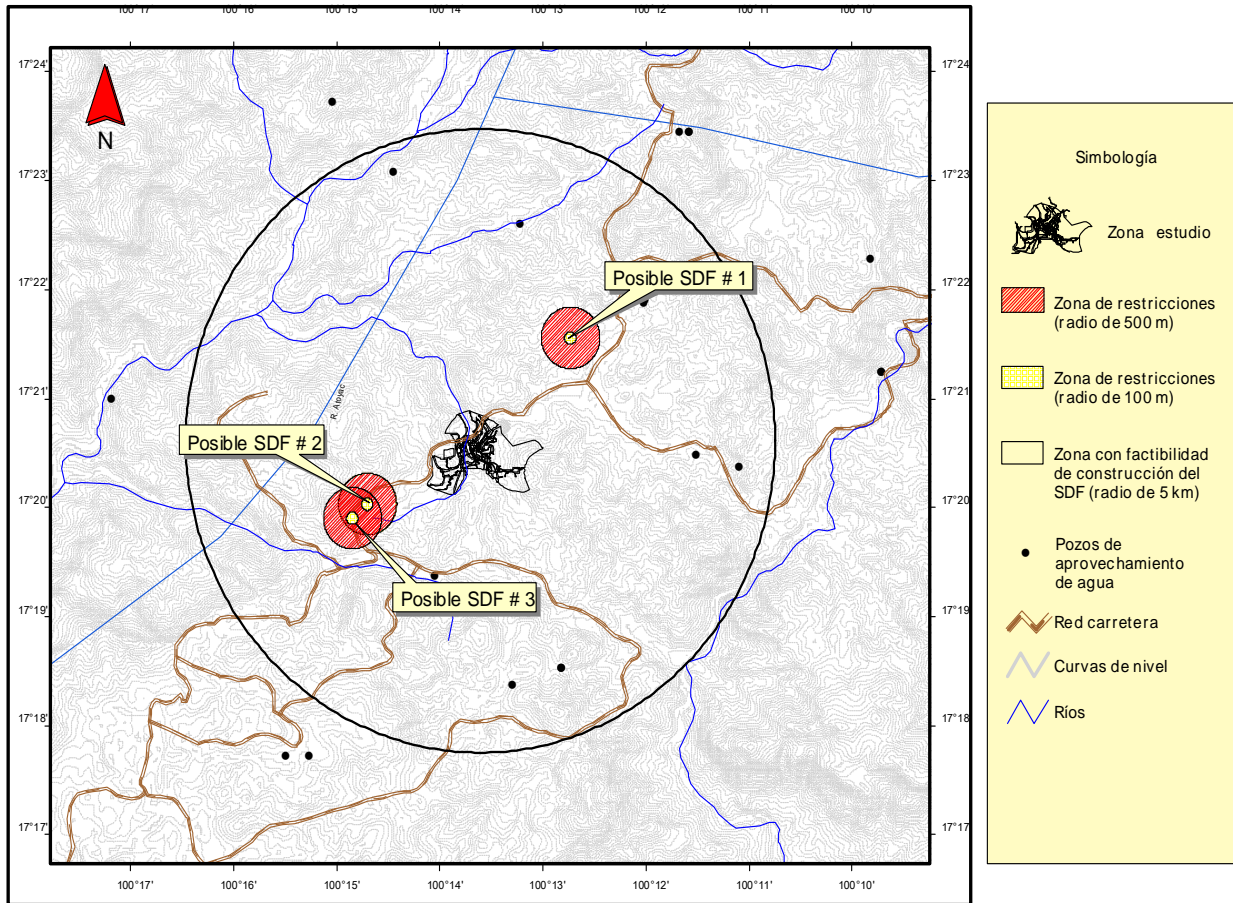 100°17' 100°16' 100°15' 100°14' 100°13' 100°12' 100°11' 100°10'
17°24' 17°24'
N
17°23' 17°23'
17°22' 17°22'
Posible SDF # 1
17°21' 17°21'
R. Atoyac
Posible SDF # 2
17°20' 17°20'
Posible SDF # 3
17°19' 17°19'
17°18' 17°18'
17°17' 17°17'
100°17' 100°16' 100°15' 100°14' 100°13' 100°12' 100°11' 100°10'
Simbología
Zona estudio
Zona de restricciones
(radio de 500 m)
Zona de restricciones
(radio de 100 m)
Zona con factibilidad
de construcción del
SDF (radio de 5 km)
Pozos de
aprovechamiento
de agua
Red carretera
Curvas de nivel
Ríos